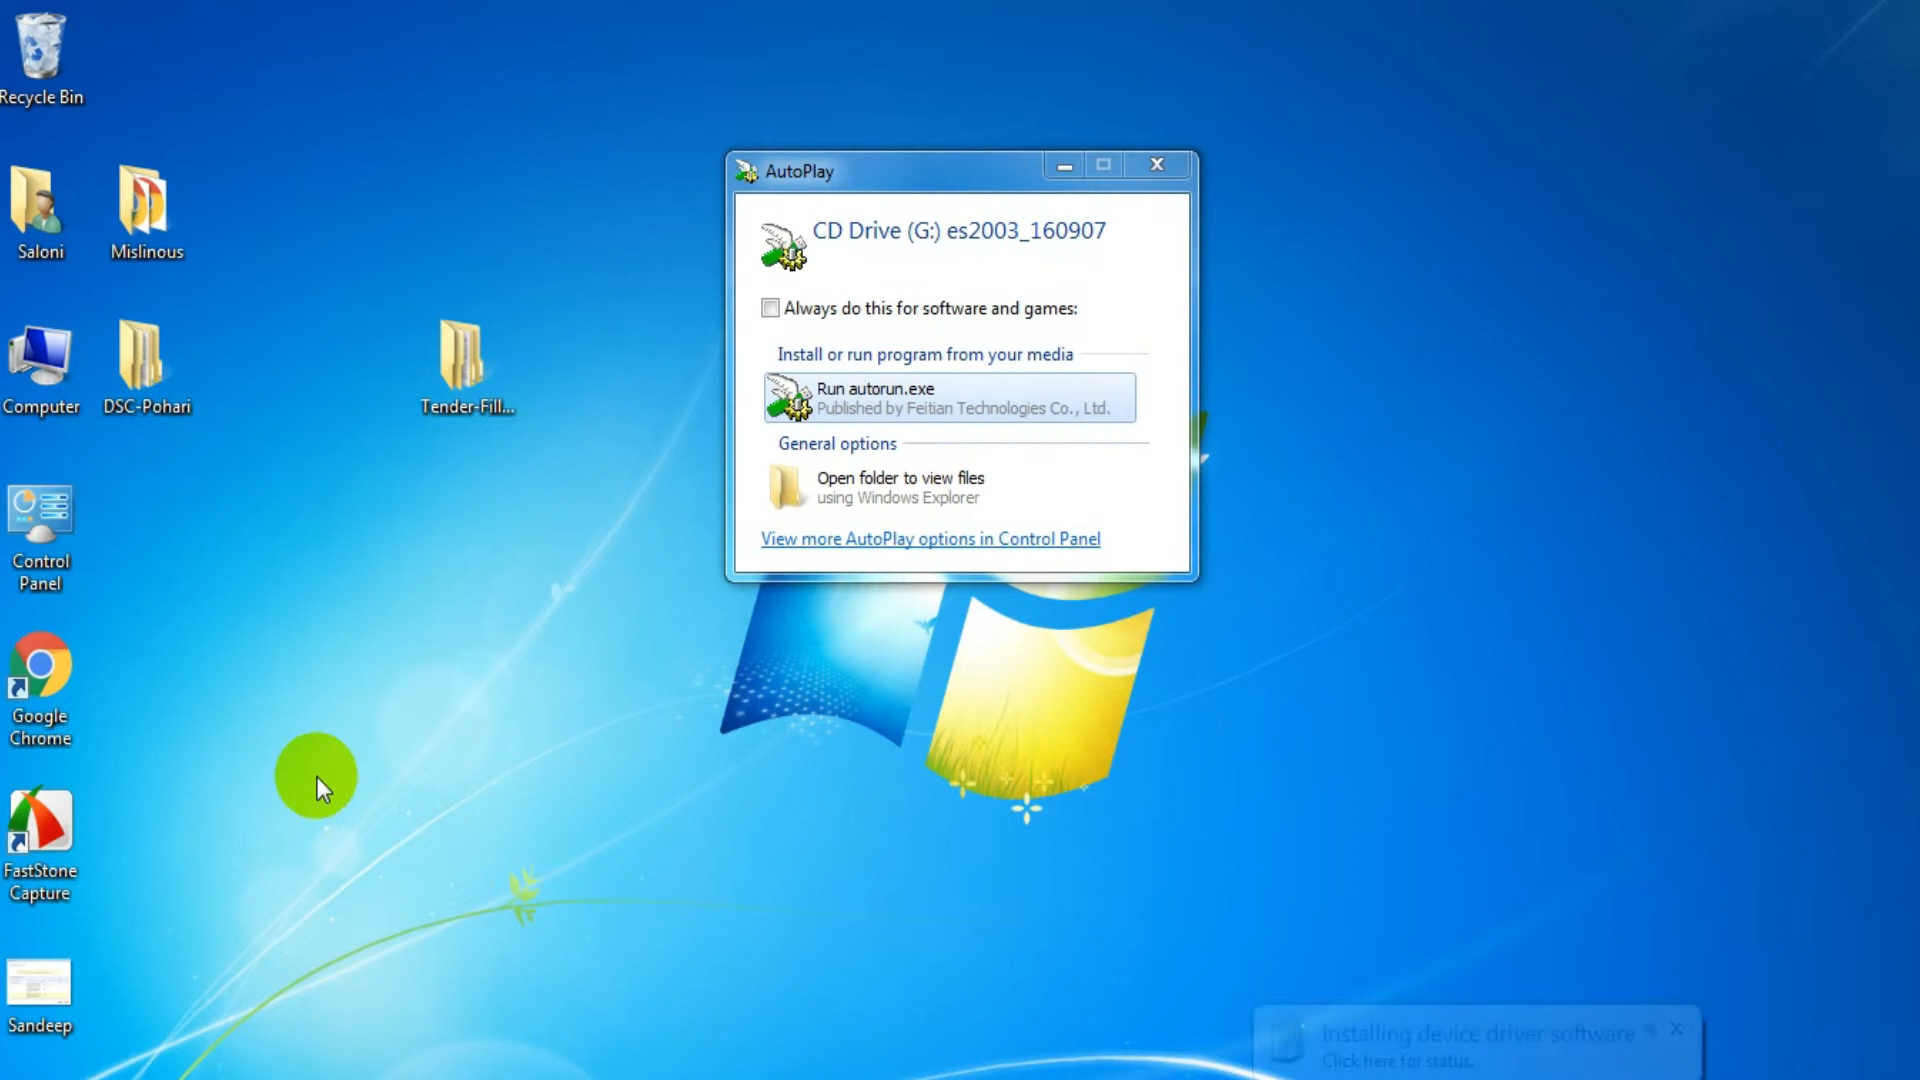 Recycle Bin
Saloni
Mislinous
Computer
DSC-Pohari
Tender-Fill...
Control
Panel
Google
Chrome
FastStone
Capture
Sandeep
AutoPlay
CD Drive (G:) es2003_160907
Always do this for software and games:
Install or run program from your media
Run autorun.exe
Published by Feitian Technologies Co., Ltd.
General options
Open folder to view files
using Windows Explorer
View more AutoPlay options in Control Panel
Installing device driver software
Click here for status.